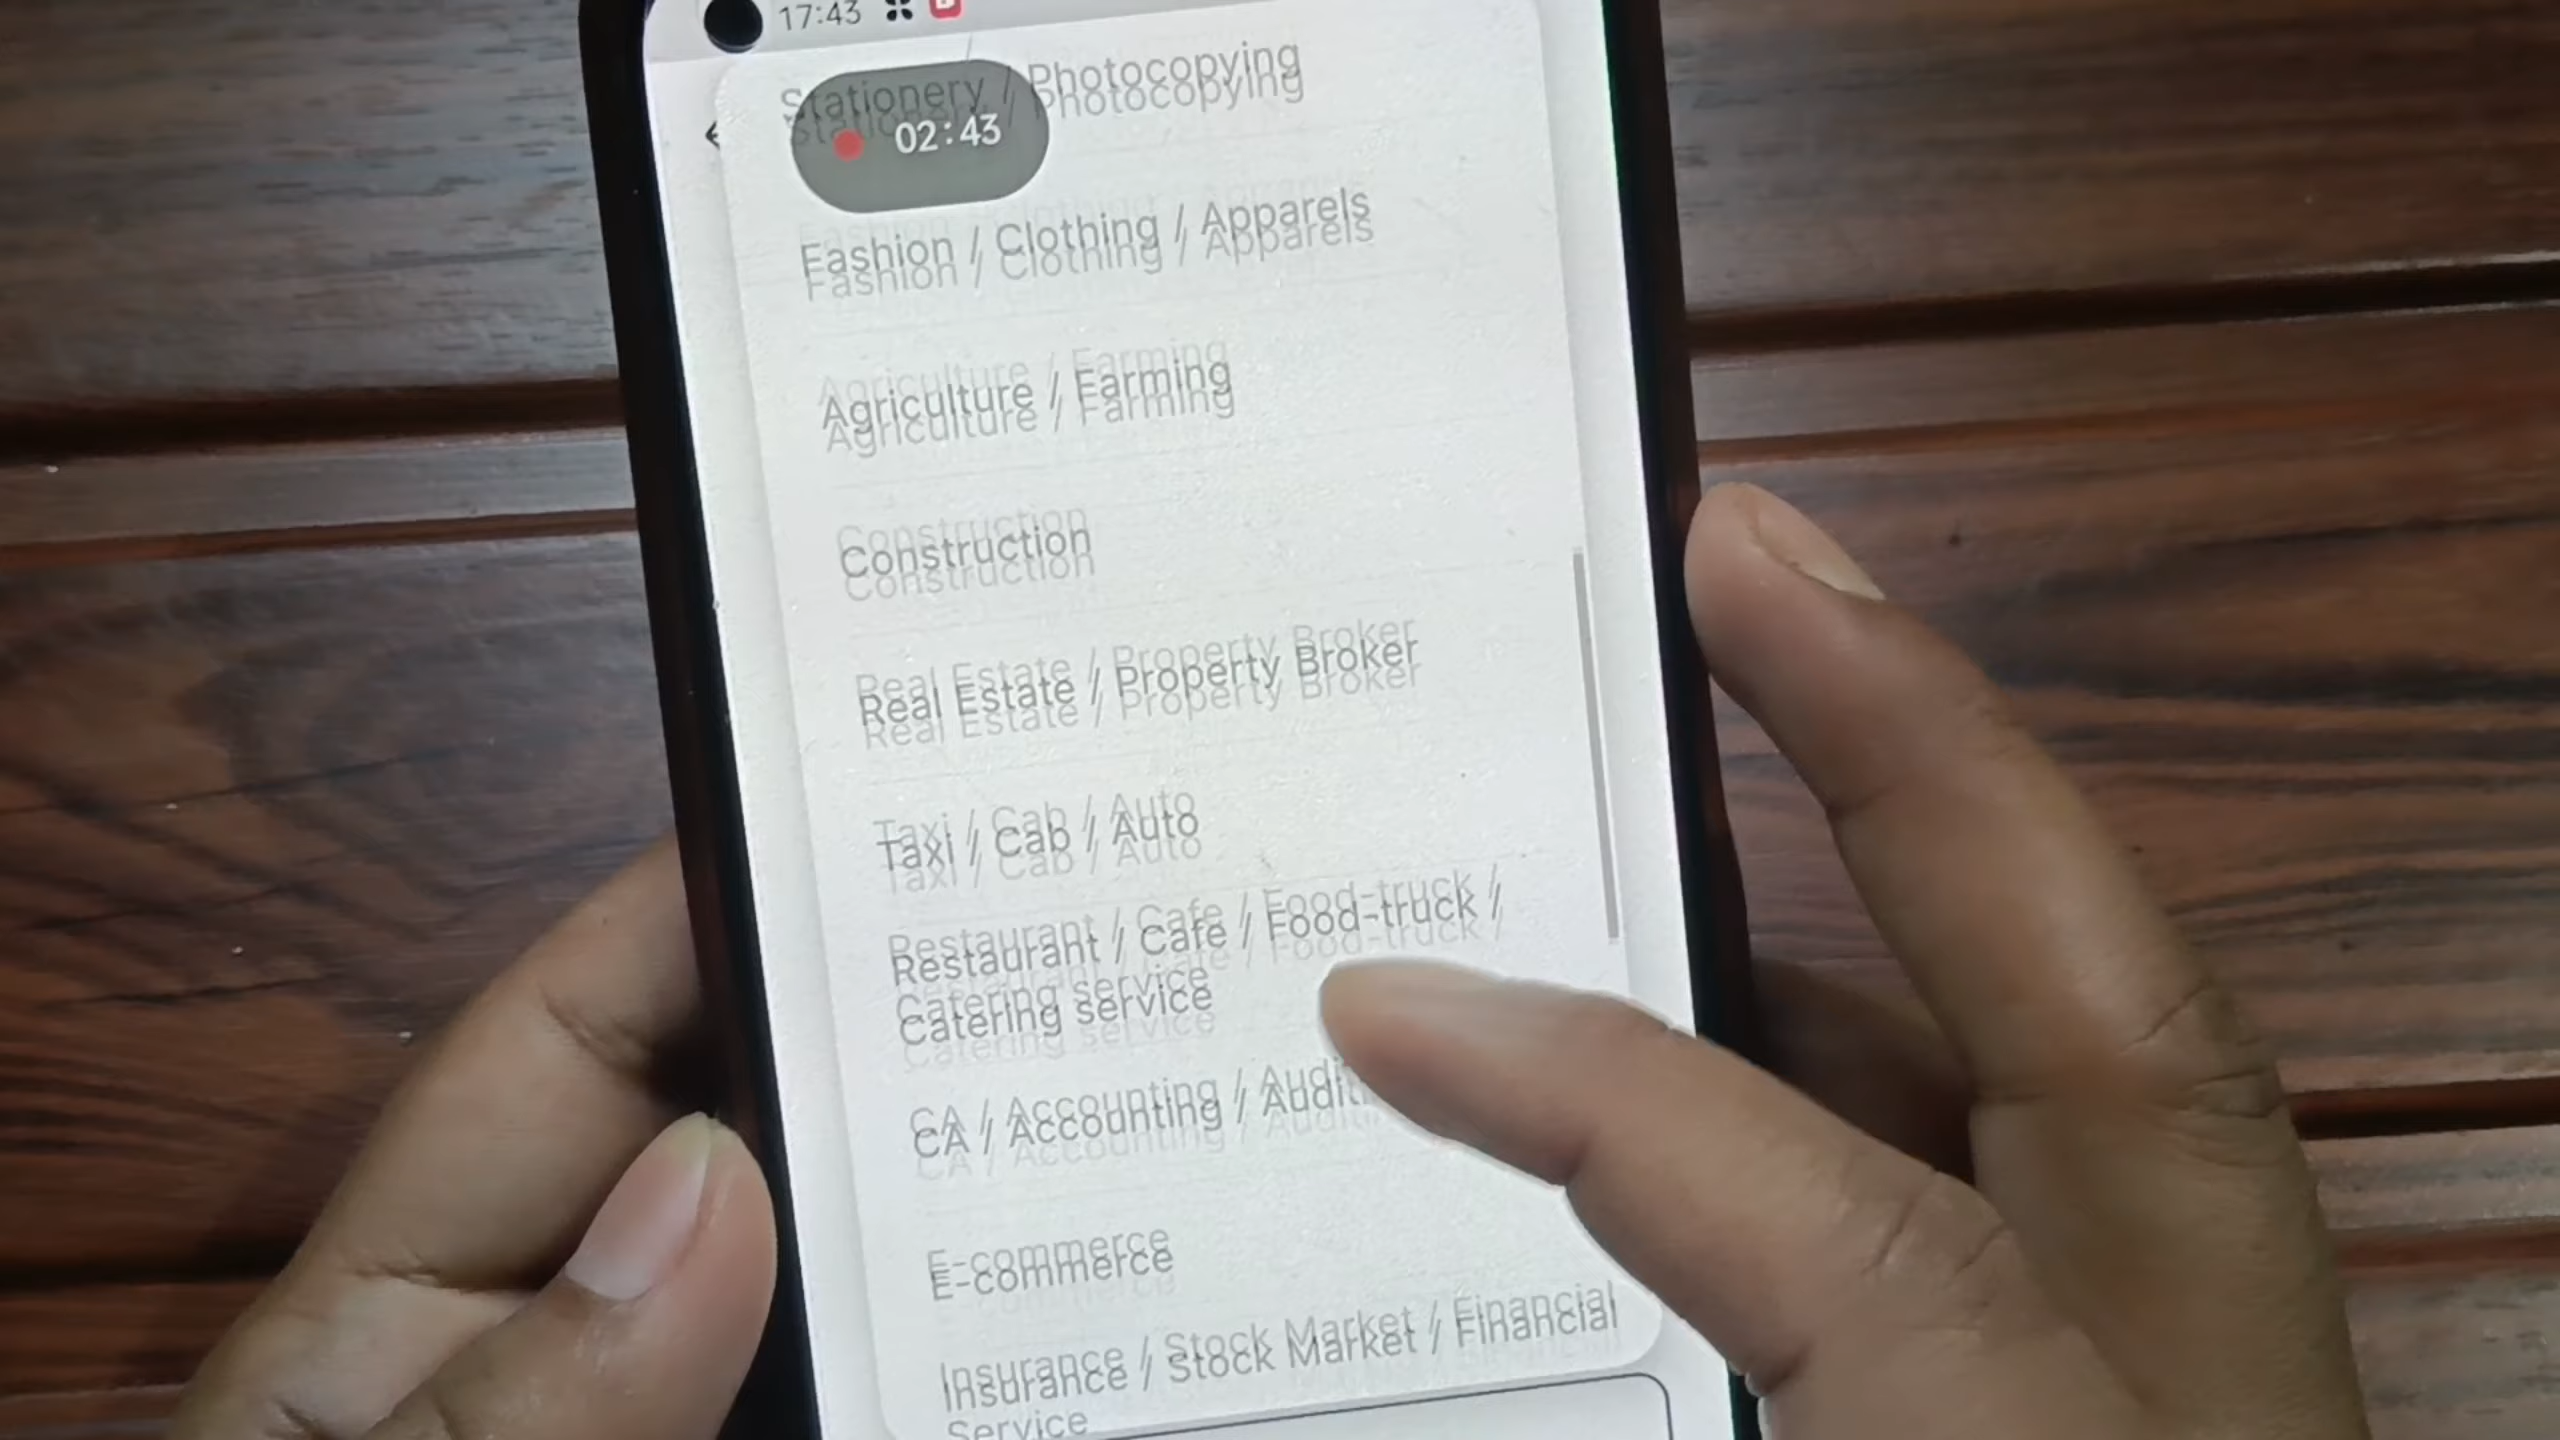 17:43
Stationery / Photocopying
02:43
Fashion / Clothing / Apparels
Agriculture / Farming
Construction
Real Estate / Property Broker
Taxi / Cab / Auto
Restaurant / Cafe / Food-truck /
Catering service
CA / Accounting / Audit
E-commerce
Insurance / Stock Market / Financial
Service